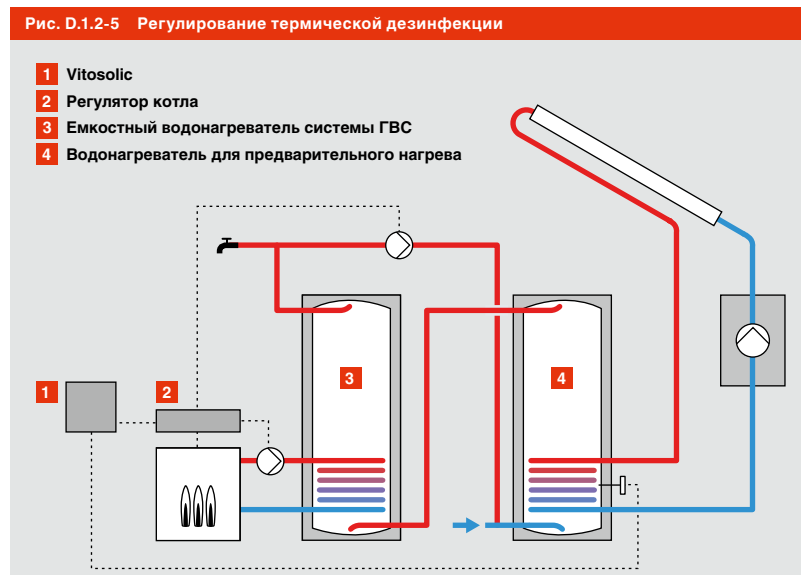 Рис. D.1.2-5 Регулирование термической дезинфекции
1 Vitosolic
2 Регулятор котла
3 Емкостный водонагреватель системы ГВС
4 Водонагреватель для предварительного нагрева
3
4
1
2